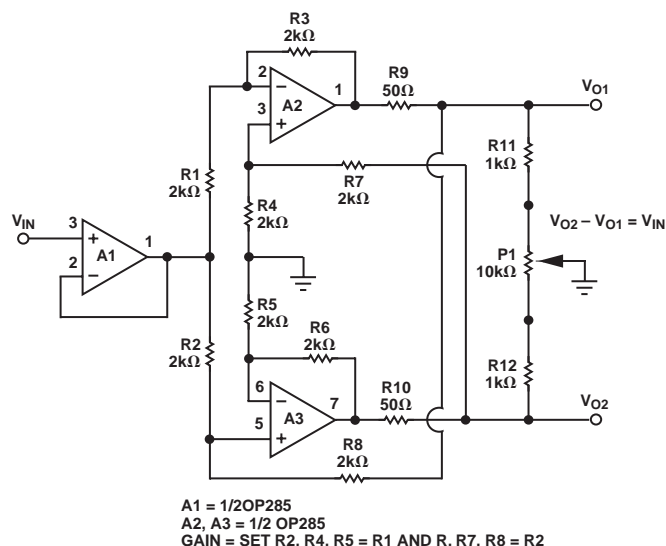 R3
2kΩ
2
1
R9
50Ω
VO1
A2
3
R11
1kΩ
R1
2kΩ
R7
2kΩ
R4
2kΩ
VIN
3
1
A1
2
VO2 – VO1 = VIN
P1
10kΩ
R5
2kΩ
R2
2kΩ
R6
2kΩ
R12
1kΩ
6
7
R10
50Ω
A3
5
VO2
R8
2kΩ
A1 = 1/2OP285
A2, A3 = 1/2 OP285
GAIN = SET R2, R4, R5 = R1 AND R, R7, R8 = R2